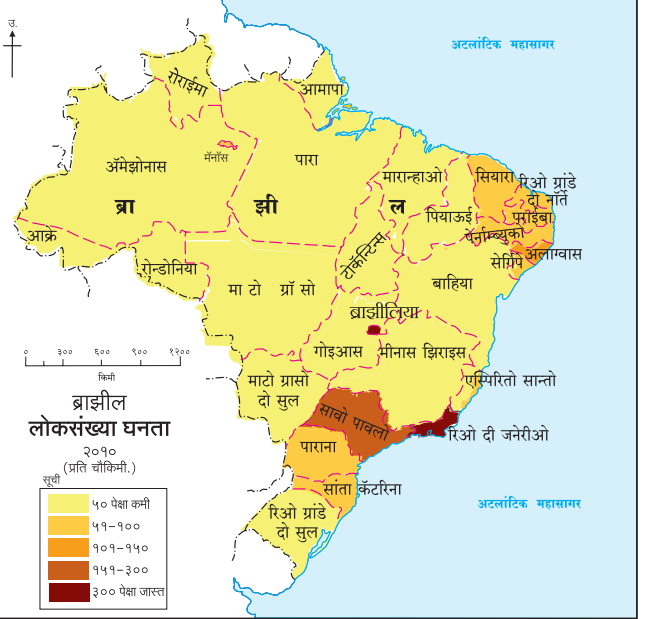 उ.
अटलांटिक महासागर
रोराईमा
आमापा
ॲमेझोनास
मॅनॉस
पारा
मारान्हाओ
सियारा
रिओ ग्रांडे
दी नॉर्ते
ब्रा
झी
ल
पियाऊई
पराईबा
पेर्नाम्ब्युको
आक्रे
टोकॅन्टिन्स
सेर्गिपे
अलाग्वास
रोन्डोनिया
मा टो ग्रॉ सो
बाहिया
ब्राझीलिया
गोइआस
मीनास झिराइस
० ३०० ६०० ९०० १२००
किमी
माटो ग्रासो
दो सुल
एस्पिरितो सान्तो
ब्राझील
लोकसंख्या घनता
२०१०
(प्रति चौकिमी.)
सावो पावलो
रिओ दी जनेरीओ
पाराना
सांता कॅटरिना
रिओ ग्रांडे
दो सुल
अटलांटिक महासागर
सूची
५० पेक्षा कमी
५१-१००
१०१-१५०
१५१-३००
३०० पेक्षा जास्त